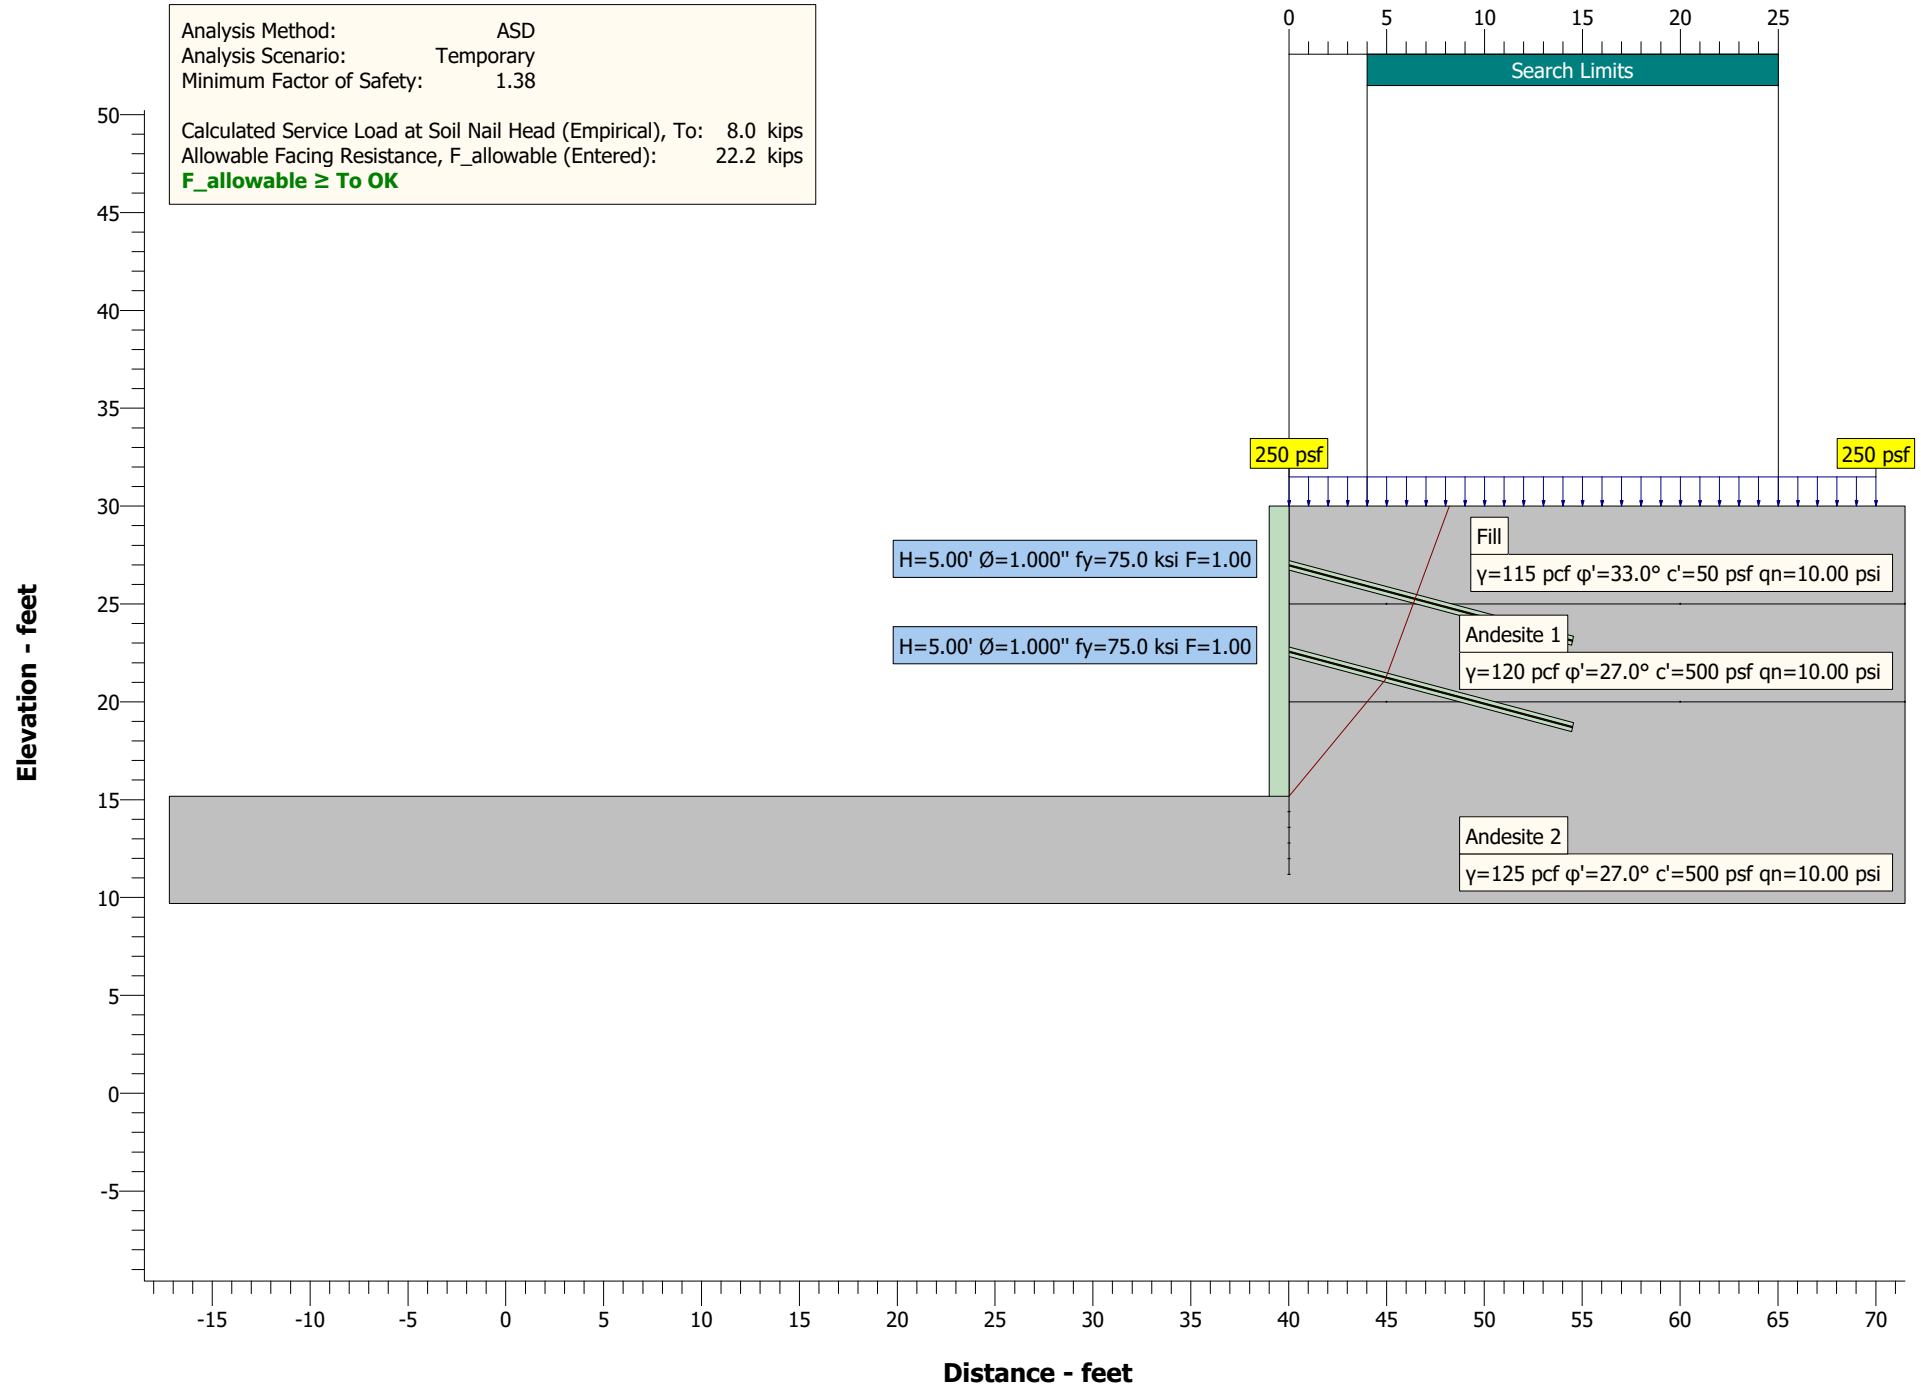 Analysis Method: ASD
Analysis Scenario: Temporary
Minimum Factor of Safety: 1.38
Calculated Service Load at Soil Nail Head (Empirical), To: 8.0 kips
Allowable Facing Resistance, F_allowable (Entered): 22.2 kips
F_allowable ≥ To OK
0 5 10 15 20 25
Search Limits
50
45
40
35
30
25
20
15
10
5
0
-5
Elevation - feet
250 psf
250 psf
H=5.00' Ø=1.000" fy=75.0 ksi F=1.00
H=5.00' Ø=1.000" fy=75.0 ksi F=1.00
Fill
γ=115 pcf φ'=33.0° c'=50 psf qn=10.00 psi
Andesite 1
γ=120 pcf φ'=27.0° c'=500 psf qn=10.00 psi
Andesite 2
γ=125 pcf φ'=27.0° c'=500 psf qn=10.00 psi
-15 -10 -5 0 5 10 15 20 25 30 35 40 45 50 55 60 65 70
Distance - feet